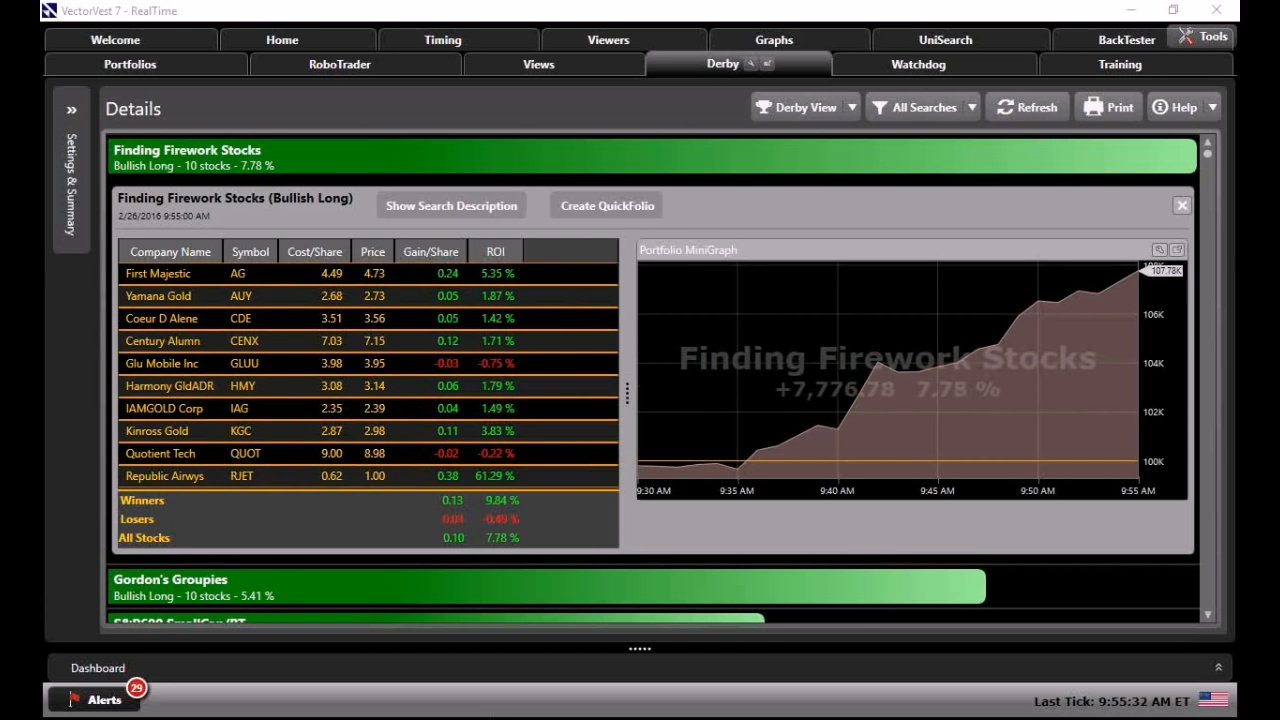 VectorVest 7 - RealTime
Welcome Home Timing Viewers Graphs UniSearch BackTester Tools
Portfolios RoboTrader Views Derby Watchdog Training
»
Settings & Summary
Details
Derby View All Searches Refresh Print Help
Finding Firework Stocks
Bullish Long - 10 stocks - 7.78 %
Finding Firework Stocks (Bullish Long)
2/26/2016 9:55:00 AM
Show Search Description
Create QuickFolio
Company Name Symbol Cost/Share Price Gain/Share ROI
First Majestic AG 4.49 4.73 0.24 5.35 %
Yamana Gold AUY 2.68 2.73 0.05 1.87 %
Coeur D Alene CDE 3.51 3.56 0.05 1.42 %
Century Alumn CENX 7.03 7.15 0.12 1.71 %
Glu Mobile Inc GLUU 3.98 3.95 -0.03 -0.75 %
Harmony GldADR HMY 3.08 3.14 0.06 1.79 %
IAMGOLD Corp IAG 2.35 2.39 0.04 1.49 %
Kinross Gold KGC 2.87 2.98 0.11 3.83 %
Quotient Tech QUOT 9.00 8.98 -0.02 -0.22 %
Republic Airwys RJET 0.62 1.00 0.38 61.29 %
Winners 0.13 9.84 %
Losers -0.49 %
All Stocks 0.10 7.78 %
Portfolio MiniGraph
107.78K
106K
104K
102K
100K
Finding Firework Stocks
+7,776.78 7.78 %
9:30 AM 9:35 AM 9:40 AM 9:45 AM 9:50 AM 9:55 AM
Gordon's Groupies
Bullish Long - 10 stocks - 5.41 %
Dashboard
Alerts 29
Last Tick: 9:55:32 AM ET